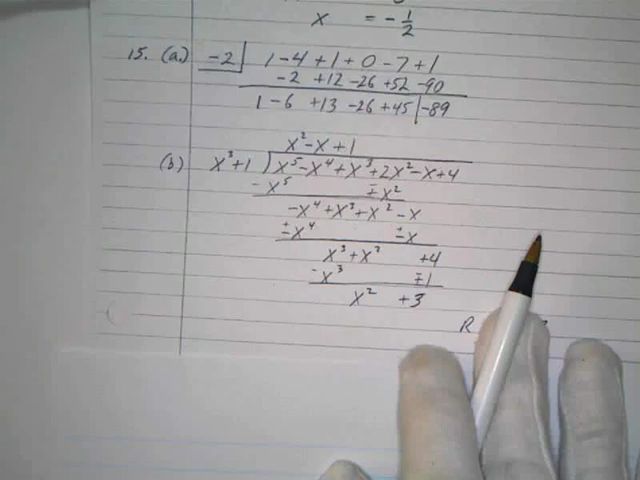 x = -1/2
15. (a.) -2 | 1 -4 +1 +0 -7 +1
-2 +12 -26 +52 -90
1 -6 +13 -26 +45 | -89
x² - x + 1
(b) x³+1 ) x⁵ - x⁴ + x³ + 2x² - x + 4
- x⁵ ∓ x²
-x⁴ + x³ + x² - x
± x⁴ ± x
x³ + x² +4
- x³ ∓ 1
x² + 3
R